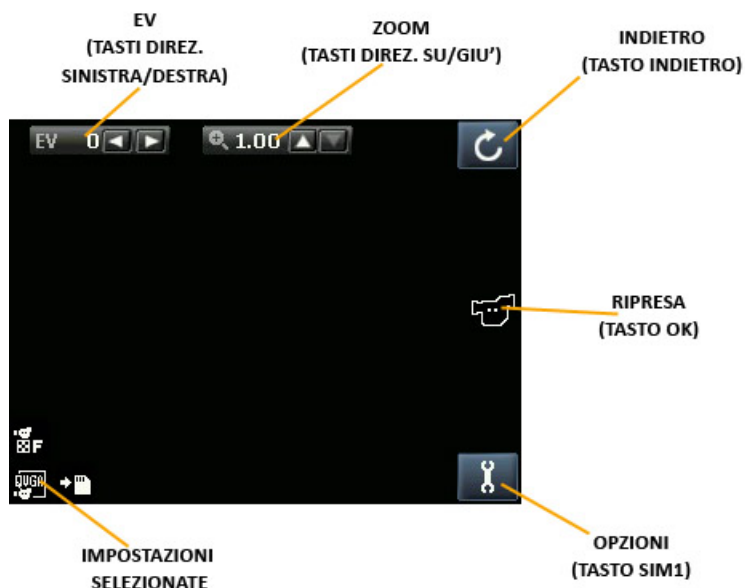 EV
(TASTI DIREZ.
SINISTRA/DESTRA)
ZOOM
(TASTI DIREZ. SU/GIU’)
INDIETRO
(TASTO INDIETRO)
EV 0
1.00
RIPRESA
(TASTO OK)
F
QVGA
IMPOSTAZIONI
SELEZIONATE
OPZIONI
(TASTO SIM1)